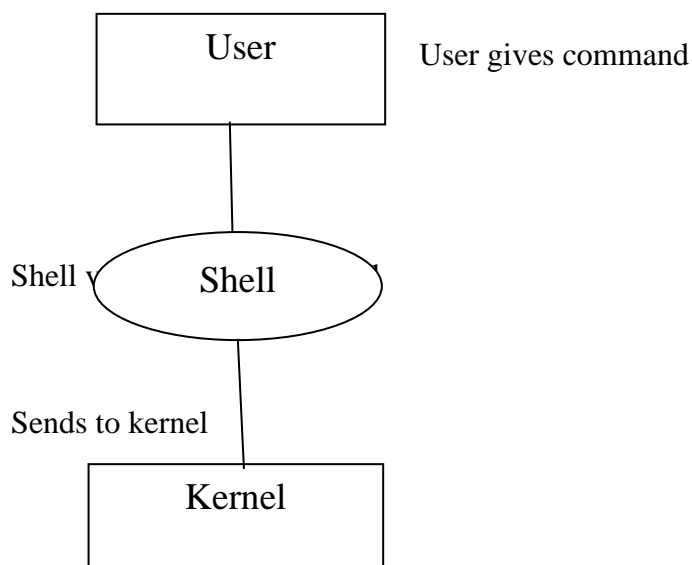 User
User gives command
Shell
Shell
Sends to kernel
Kernel